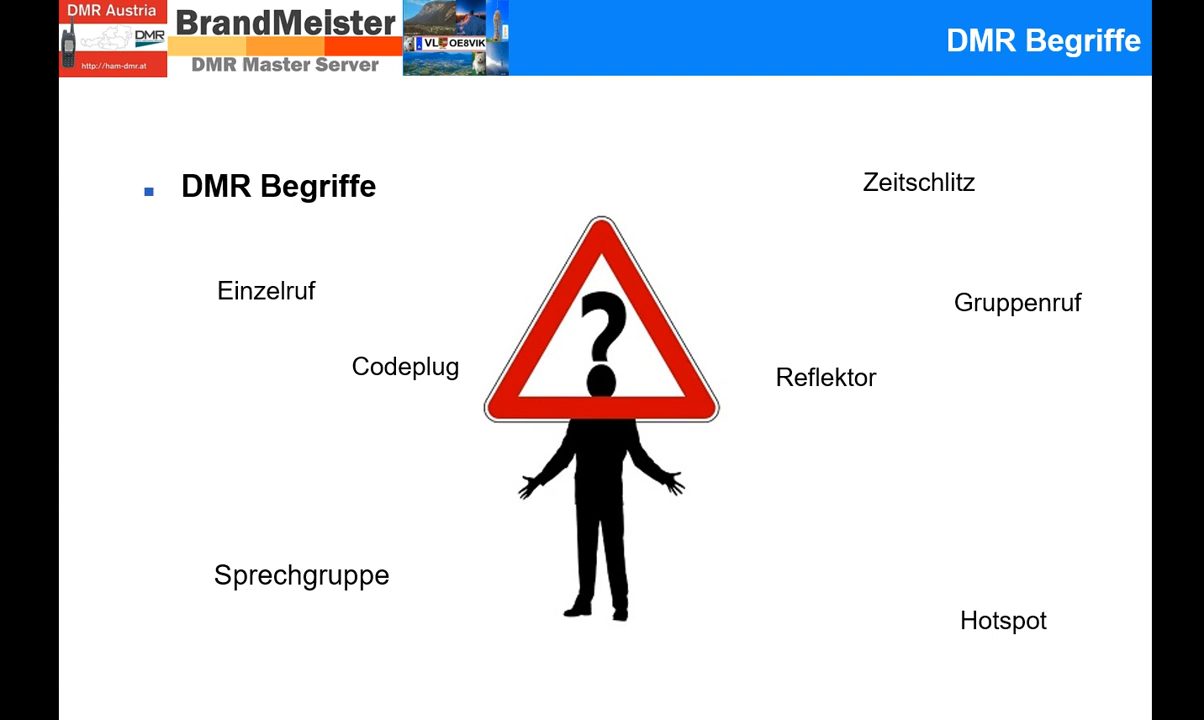 DMR Austria
DMR
http://ham-dmr.at
BrandMeister
DMR Master Server
VL OE8VIK
DMR Begriffe
DMR Begriffe
Zeitschlitz
Einzelruf
Gruppenruf
Codeplug
Reflektor
?
Sprechgruppe
Hotspot